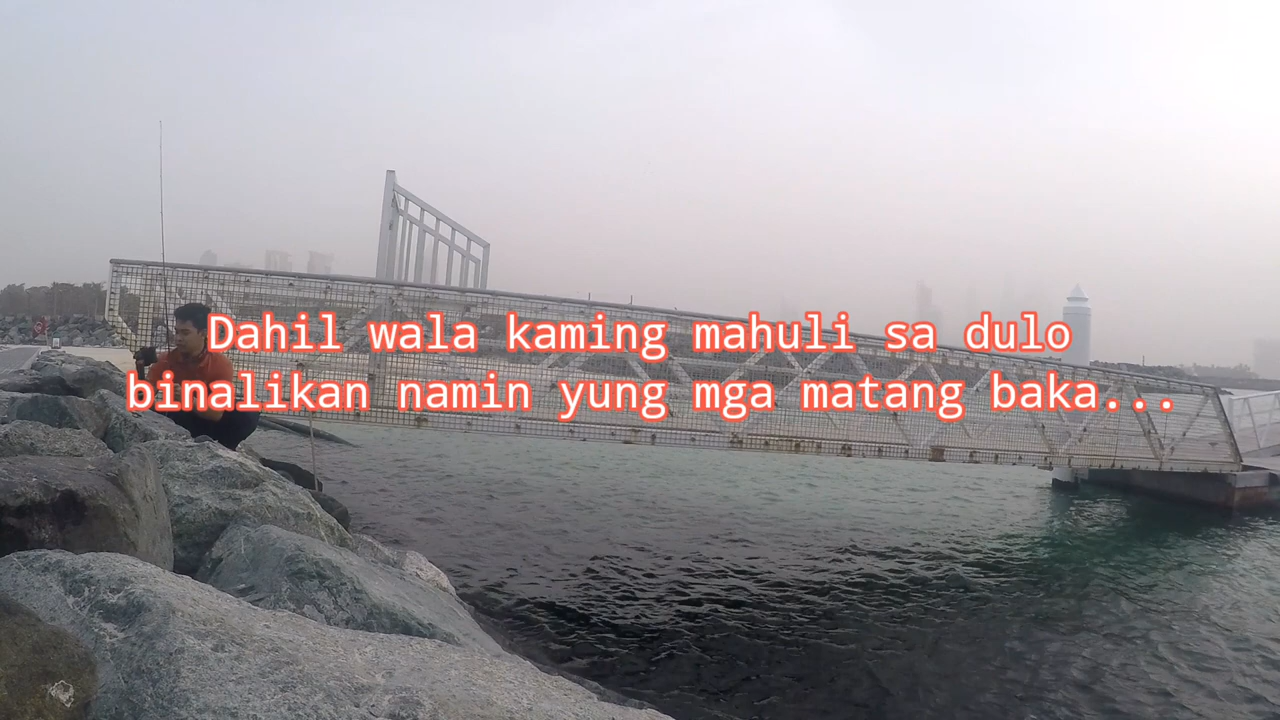 Dahil wala kaming mahuli sa dulo
binalikan namin yung mga matang baka...